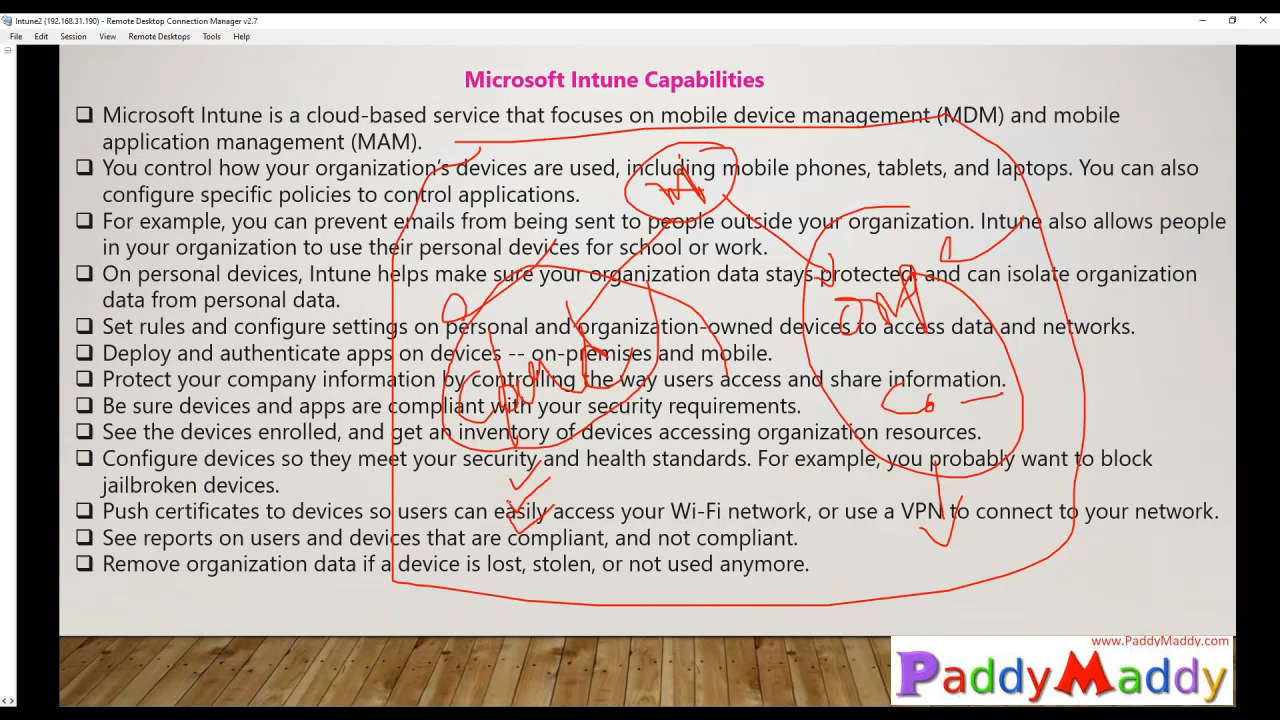 Intune2 (192.168.31.190) - Remote Desktop Connection Manager v2.7
File Edit Session View Remote Desktops Tools Help
Microsoft Intune Capabilities
❑ Microsoft Intune is a cloud-based service that focuses on mobile device management (MDM) and mobile
application management (MAM).
❑ You control how your organization's devices are used, including mobile phones, tablets, and laptops. You can also
configure specific policies to control applications.
❑ For example, you can prevent emails from being sent to people outside your organization. Intune also allows people
in your organization to use their personal devices for school or work.
❑ On personal devices, Intune helps make sure your organization data stays protected, and can isolate organization
data from personal data.
❑ Set rules and configure settings on personal and organization-owned devices to access data and networks.
❑ Deploy and authenticate apps on devices -- on-premises and mobile.
❑ Protect your company information by controlling the way users access and share information.
❑ Be sure devices and apps are compliant with your security requirements.
❑ See the devices enrolled, and get an inventory of devices accessing organization resources.
❑ Configure devices so they meet your security and health standards. For example, you probably want to block
jailbroken devices.
❑ Push certificates to devices so users can easily access your Wi-Fi network, or use a VPN to connect to your network.
❑ See reports on users and devices that are compliant, and not compliant.
❑ Remove organization data if a device is lost, stolen, or not used anymore.
www.PaddyMaddy.com
PaddyMaddy